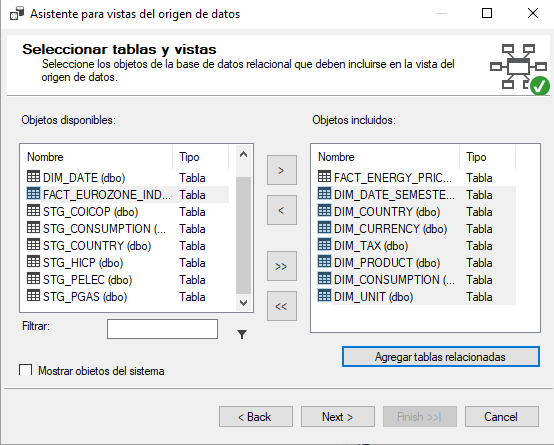 Asistente para vistas del origen de datos
Seleccionar tablas y vistas
Seleccione los objetos de la base de datos relacional que deben incluirse en la vista del
origen de datos.
Objetos disponibles:
Nombre Tipo
DIM_DATE (dbo) Tabla
FACT_EUROZONE_IND... Tabla
STG_COICOP (dbo) Tabla
STG_CONSUMPTION (... Tabla
STG_COUNTRY (dbo) Tabla
STG_HICP (dbo) Tabla
STG_PELEC (dbo) Tabla
STG_PGAS (dbo) Tabla
Filtrar:
Mostrar objetos del sistema
>
<
>>
<<
Objetos incluidos:
Nombre Tipo
FACT_ENERGY_PRIC... Tabla
DIM_DATE_SEMESTE... Tabla
DIM_COUNTRY (dbo) Tabla
DIM_CURRENCY (dbo) Tabla
DIM_TAX (dbo) Tabla
DIM_PRODUCT (dbo) Tabla
DIM_CONSUMPTION (... Tabla
DIM_UNIT (dbo) Tabla
Agregar tablas relacionadas
< Back Next > Finish >>| Cancel